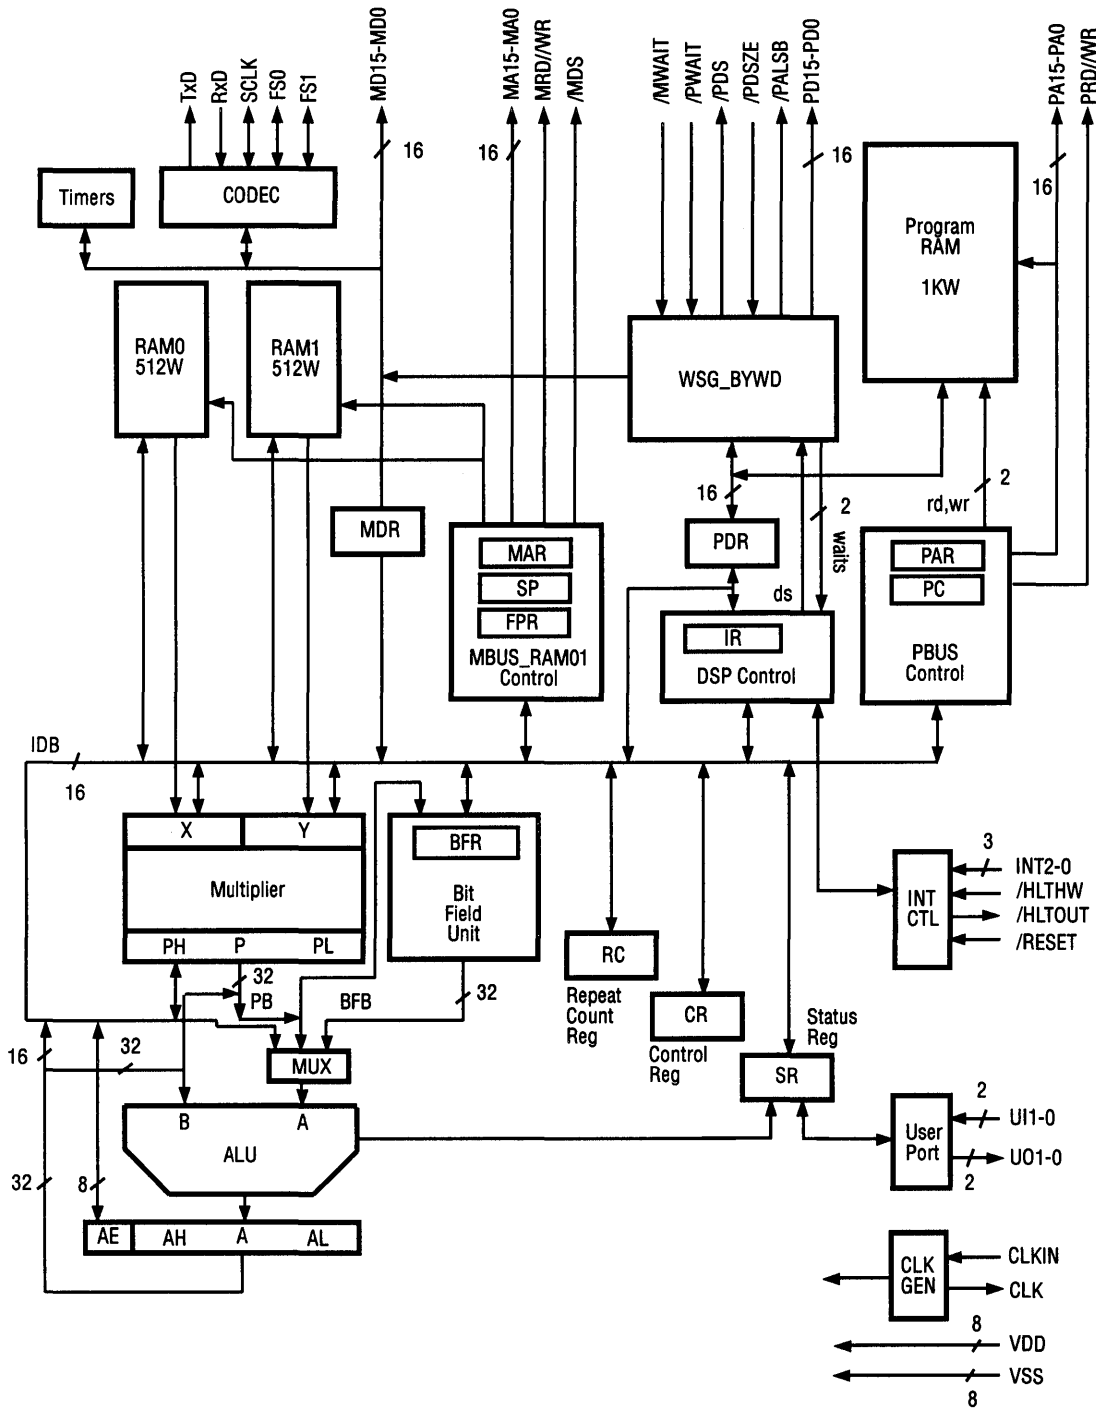 TxD
RxD
SCLK
FS0
FS1
MD15-MD0
MA15-MA0
MRD//WR
/MDS
/MWAIT
/PWAIT
/PDS
/PDSZE
/PALSB
PD15-PD0
PA15-PA0
PRD//WR
16
16
16
16
Timers
CODEC
Program
RAM
1KW
RAM0
512W
RAM1
512W
WSG_BYWD
MDR
16
PDR
2
waits
ds
2
rd,wr
MAR
SP
FPR
MBUS_RAM01
Control
IR
DSP Control
PAR
PC
PBUS
Control
IDB
16
X
Y
Multiplier
PH
P
PL
BFR
Bit
Field
Unit
32
PB
BFB
32
RC
Repeat
Count
Reg
CR
Control
Reg
Status
Reg
SR
INT
CTL
3
INT2-0
/HLTHW
/HLTOUT
/RESET
16
32
MUX
B
A
ALU
32
8
AE
AH
A
AL
User
Port
2
UI1-0
UO1-0
2
CLK
GEN
CLKIN
CLK
8
VDD
VSS
8